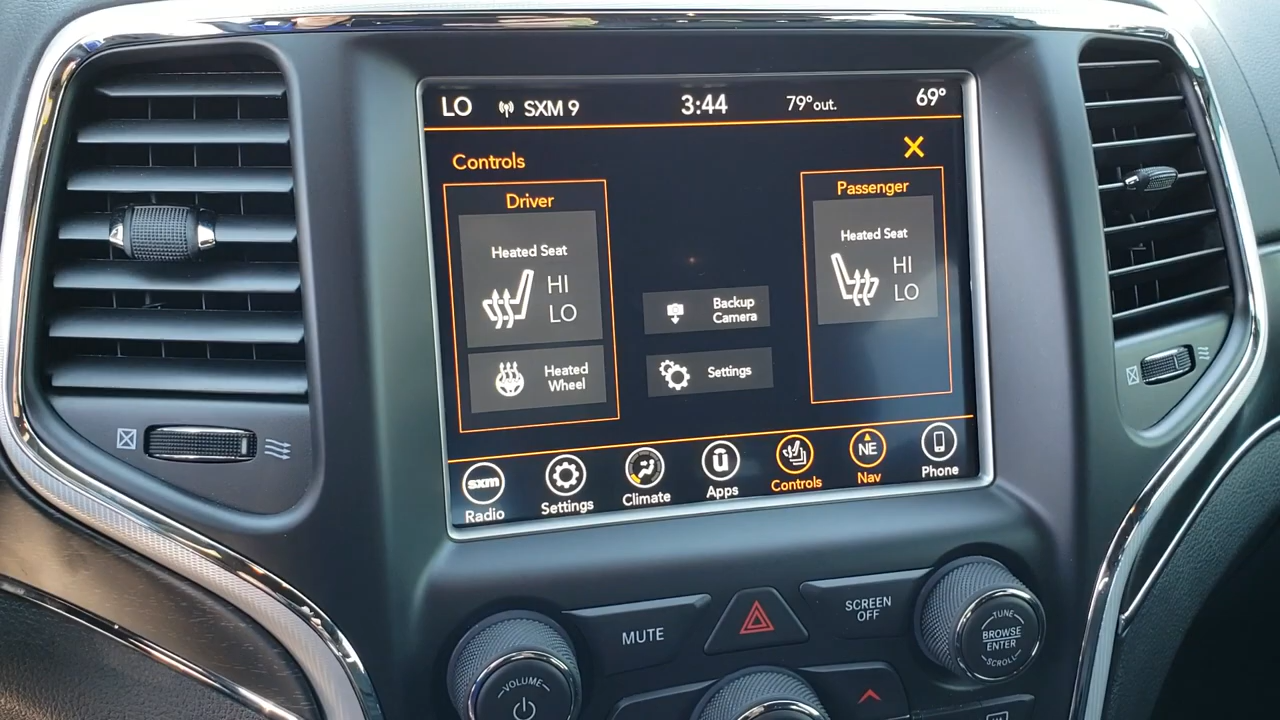 LO SXM 9 3:44 79° out. 69°
Controls
Driver
Heated Seat
HI
LO
Heated
Wheel
Backup
Camera
Settings
Passenger
Heated Seat
HI
LO
sxm
Radio
Settings
Climate
ū
Apps
Controls
NE
Nav
Phone
MUTE
SCREEN
OFF
VOLUME
TUNE
BROWSE
ENTER
SCROLL